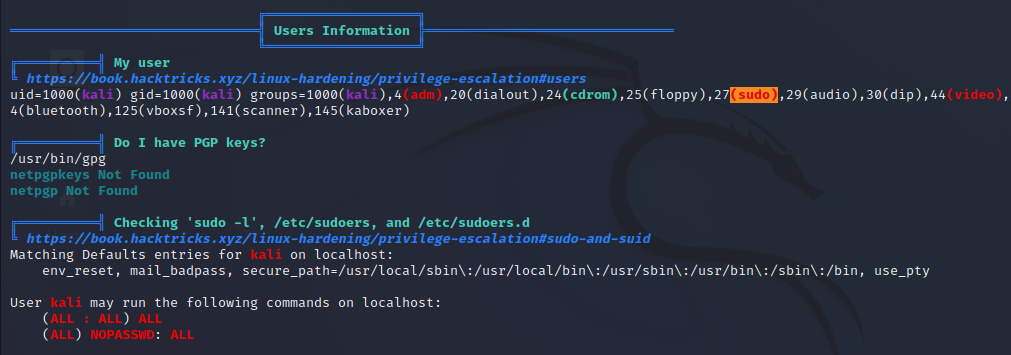 Users Information
My user
https://book.hacktricks.xyz/linux-hardening/privilege-escalation#users
uid=1000(kali) gid=1000(kali) groups=1000(kali),4(adm),20(dialout),24(cdrom),25(floppy),27(sudo),29(audio),30(dip),44(video),
4(bluetooth),125(vboxsf),141(scanner),145(kaboxer)
Do I have PGP keys?
/usr/bin/gpg
netpgpkeys Not Found
netpgp Not Found
Checking 'sudo -l', /etc/sudoers, and /etc/sudoers.d
https://book.hacktricks.xyz/linux-hardening/privilege-escalation#sudo-and-suid
Matching Defaults entries for kali on localhost:
env_reset, mail_badpass, secure_path=/usr/local/sbin\:/usr/local/bin\:/usr/sbin\:/usr/bin\:/sbin\:/bin, use_pty
User kali may run the following commands on localhost:
(ALL : ALL) ALL
(ALL) NOPASSWD: ALL